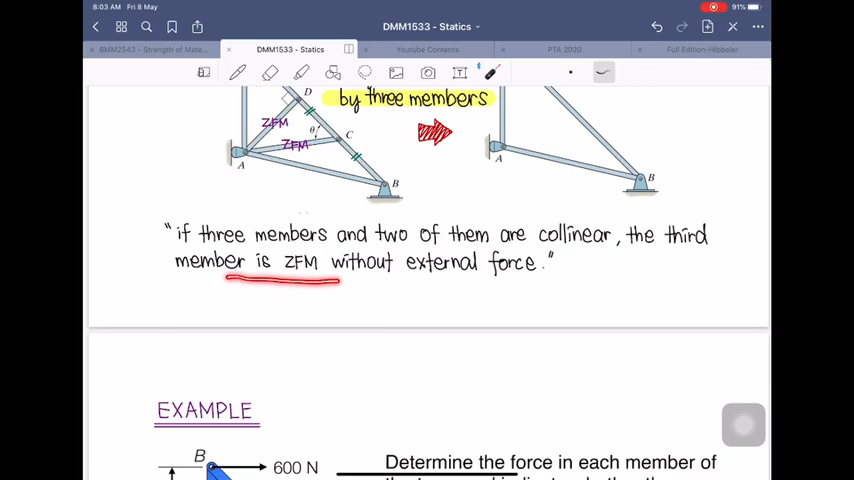 8:03 AM Fri 8 May
91%
DMM1533 - Statics
BMM2543 - Strength of Mate...
DMM1533 - Statics
Youtube Contents
PTA 2020
Full Edition-Hibbeler
D
by three members
ZFM
θ
C
ZFM
A
B
A
B
"if three members and two of them are collinear, the third
member is ZFM without external force."
EXAMPLE
B
600 N
Determine the force in each member of